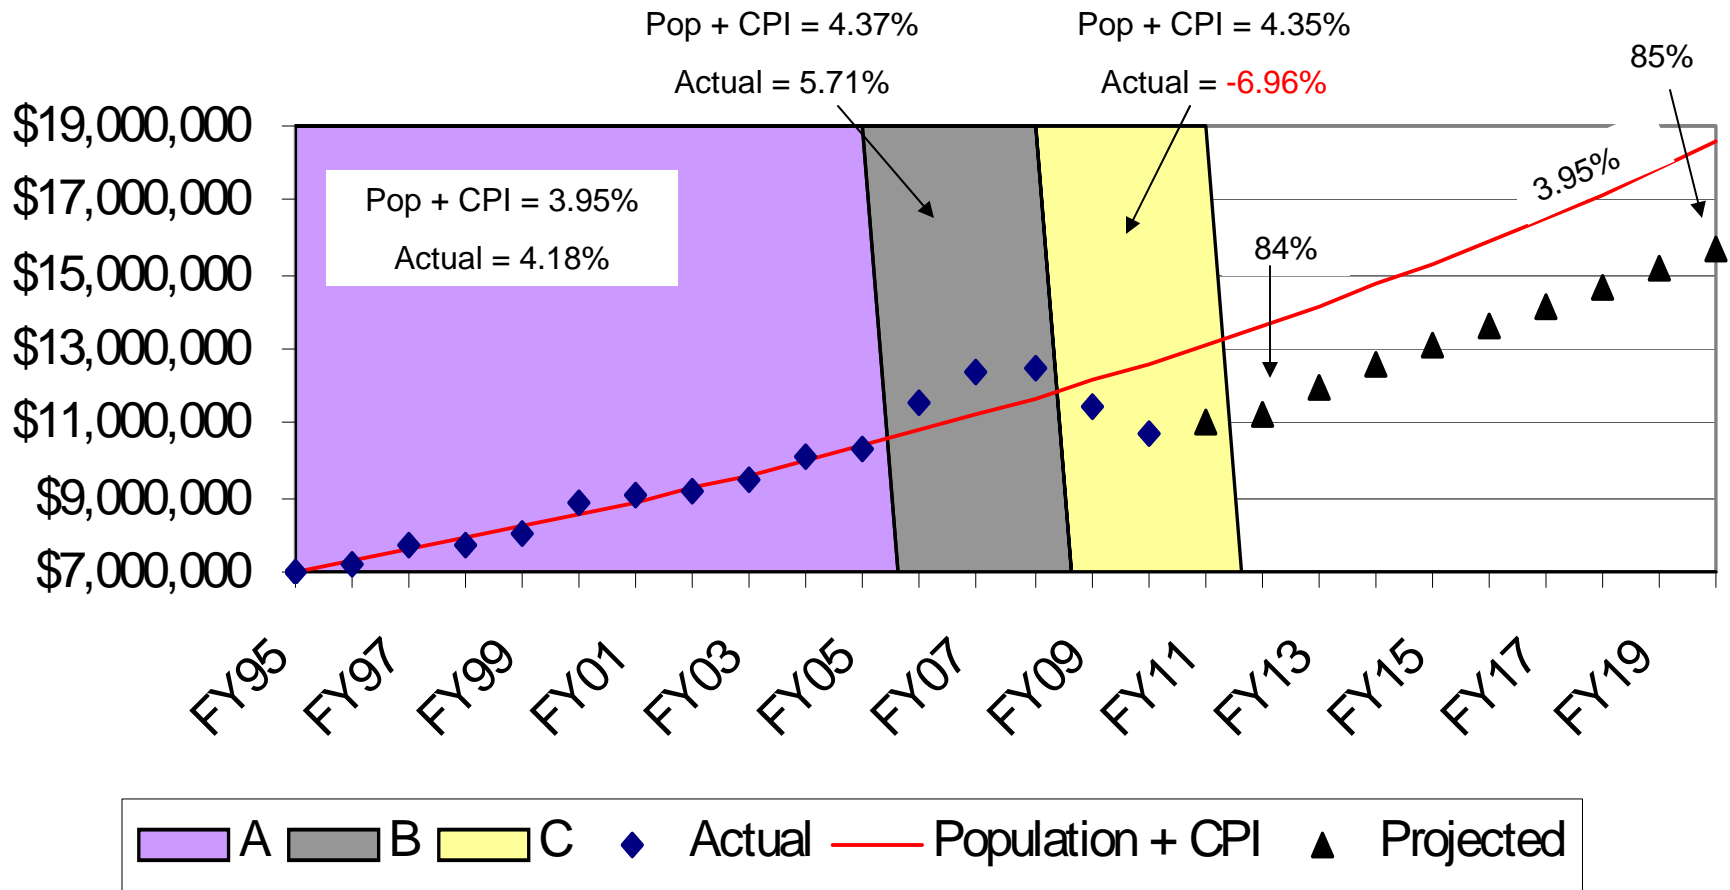 Pop + CPI = 4.37%
Pop + CPI = 4.35%
Actual = 5.71%
Actual = -6.96%
85%
$19,000,000
$17,000,000
$15,000,000
$13,000,000
$11,000,000
$9,000,000
$7,000,000
Pop + CPI = 3.95%
Actual = 4.18%
3.95%
84%
FY95
FY97
FY99
FY01
FY03
FY05
FY07
FY09
FY11
FY13
FY15
FY17
FY19
A
B
C
Actual
Population + CPI
Projected